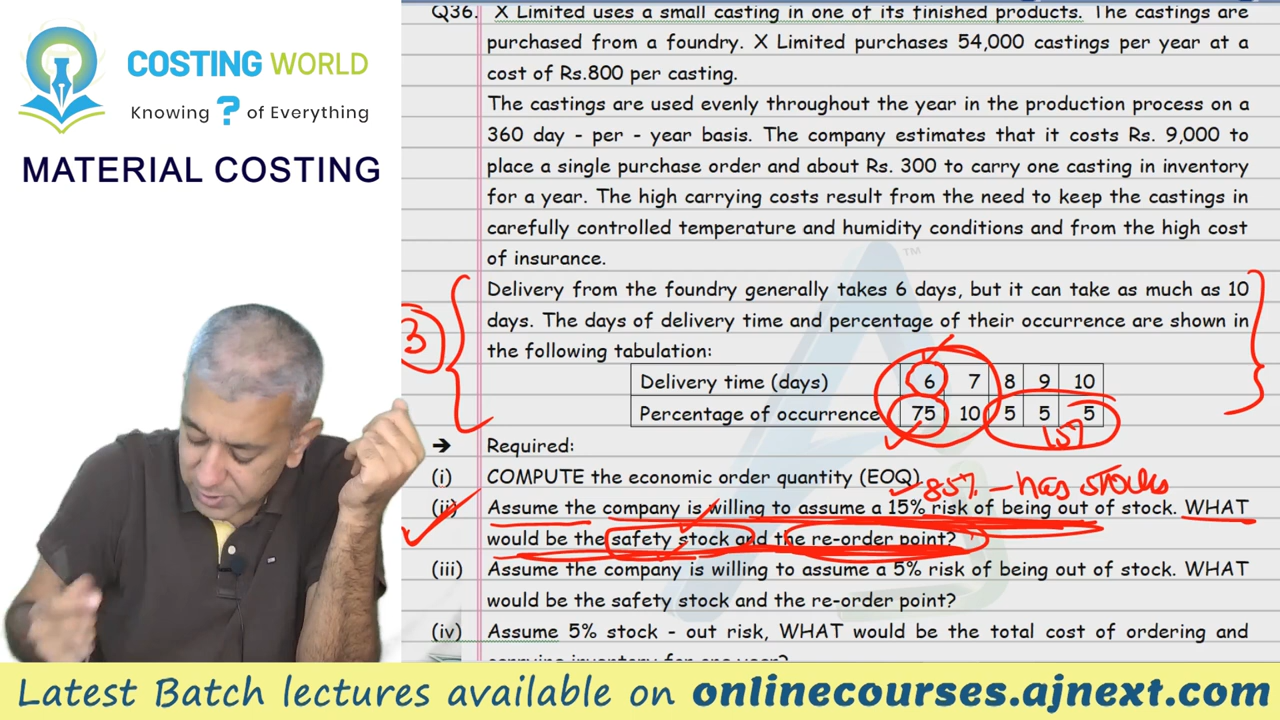 COSTING WORLD
Knowing ? of Everything
MATERIAL COSTING
Q36. X Limited uses a small casting in one of its finished products. The castings are
purchased from a foundry. X Limited purchases 54,000 castings per year at a
cost of Rs.800 per casting.
The castings are used evenly throughout the year in the production process on a
360 day - per - year basis. The company estimates that it costs Rs. 9,000 to
place a single purchase order and about Rs. 300 to carry one casting in inventory
for a year. The high carrying costs result from the need to keep the castings in
carefully controlled temperature and humidity conditions and from the high cost
of insurance.
Delivery from the foundry generally takes 6 days, but it can take as much as 10
days. The days of delivery time and percentage of their occurrence are shown in
the following tabulation:
3
Delivery time (days) 6 7 8 9 10
Percentage of occurrence 75 10 5 5 5
15%
➔ Required:
(i) COMPUTE the economic order quantity (EOQ)
85% - has stocks
(ii) Assume the company is willing to assume a 15% risk of being out of stock. WHAT
would be the safety stock and the re-order point?
(iii) Assume the company is willing to assume a 5% risk of being out of stock. WHAT
would be the safety stock and the re-order point?
(iv) Assume 5% stock - out risk, WHAT would be the total cost of ordering and
carrying inventory for one year?
TM
Latest Batch lectures available on onlinecourses.ajnext.com